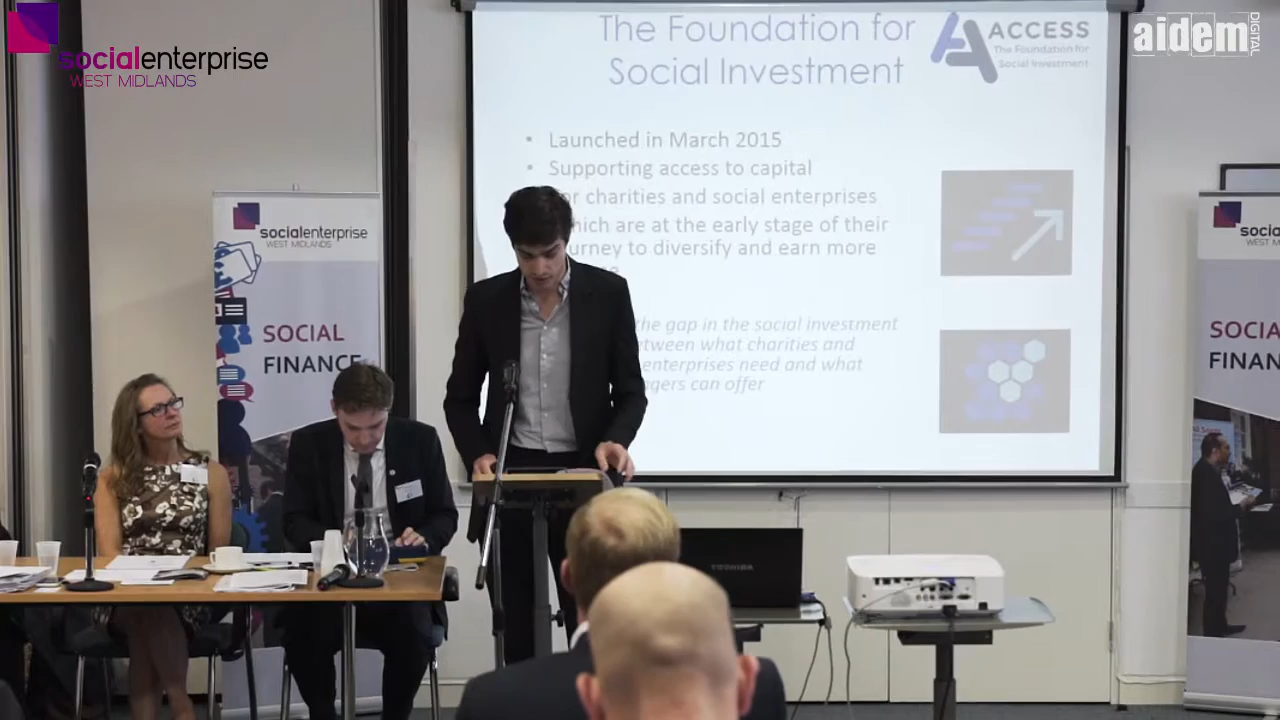 socialenterprise
WEST MIDLANDS
aidem
DIGITAL
The Foundation for
Social Investment
ACCESS
The Foundation for
Social Investment
• Launched in March 2015
• Supporting access to capital
charities and social enterprises
which are at the early stage of their
journey to diversify and earn more
the gap in the social investment
between what charities and
enterprises need and what
can offer
socialenterprise
WEST MIDLANDS
SOCIAL
FINANCE
TOSHIBA
socia
WEST M
SOCIA
FINAN